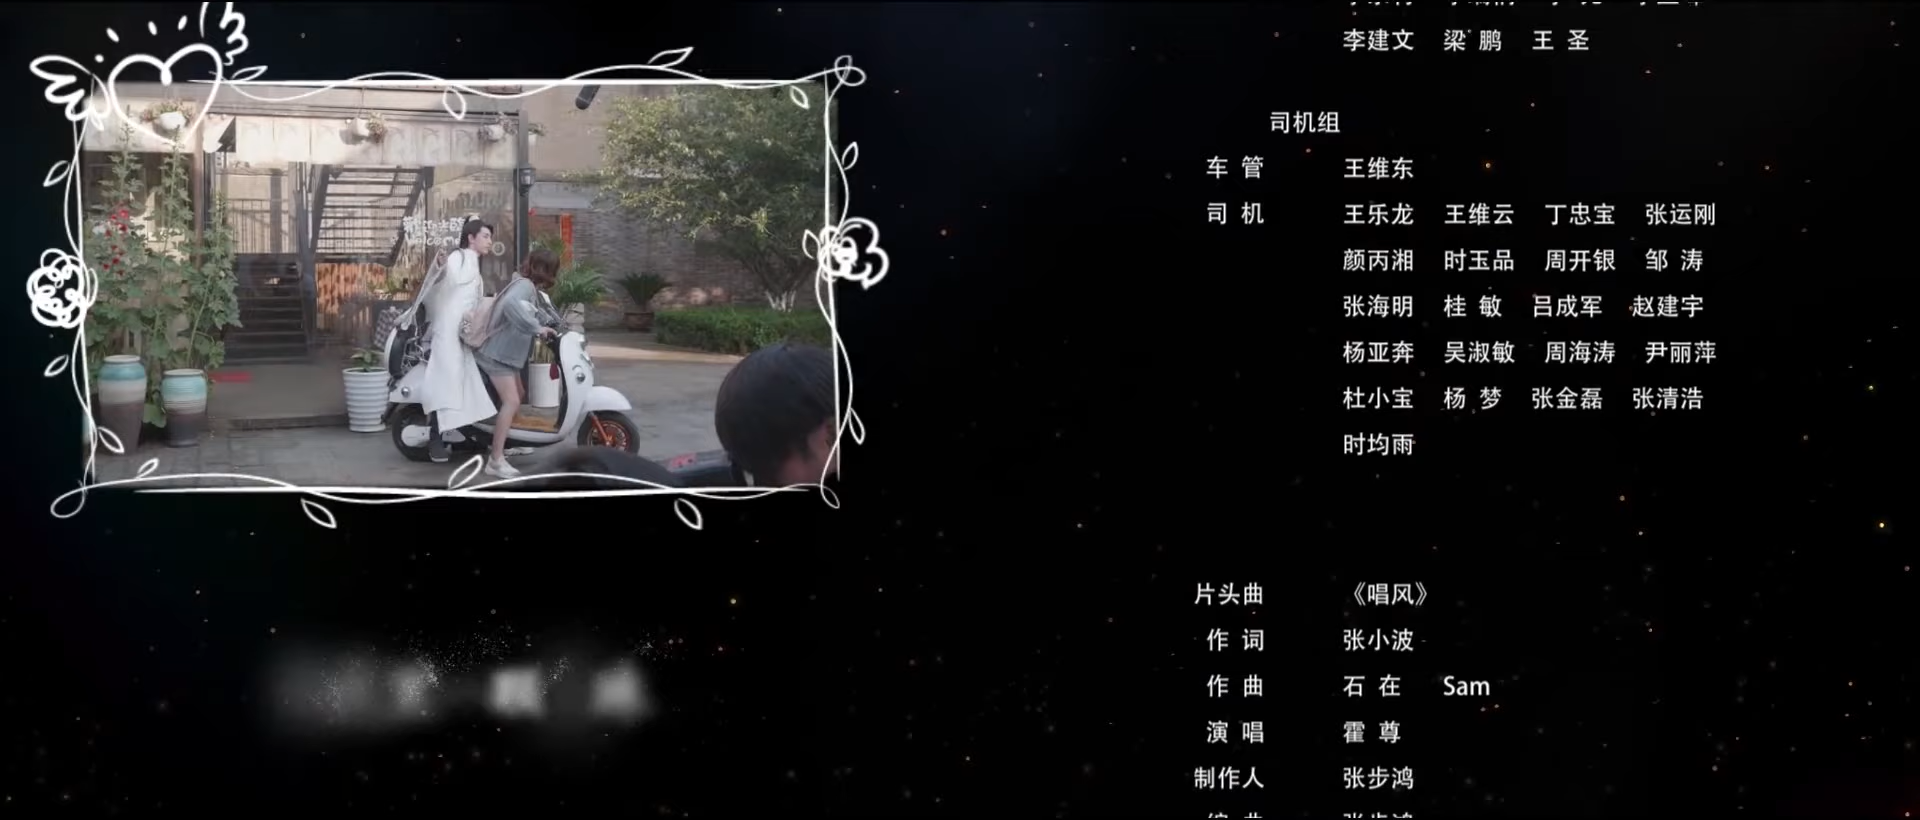 李建文 梁 鹏 王 圣
司机组
车 管 王维东
司 机 王乐龙 王维云 丁忠宝 张运刚
颜丙湘 时玉品 周开银 邹 涛
张海明 桂 敏 吕成军 赵建宇
杨亚奔 吴淑敏 周海涛 尹丽萍
杜小宝 杨 梦 张金磊 张清浩
时均雨
片头曲 《唱风》
作 词 张小波
作 曲 石 在 Sam
演 唱 霍 尊
制作人 张步鸿
Welcome